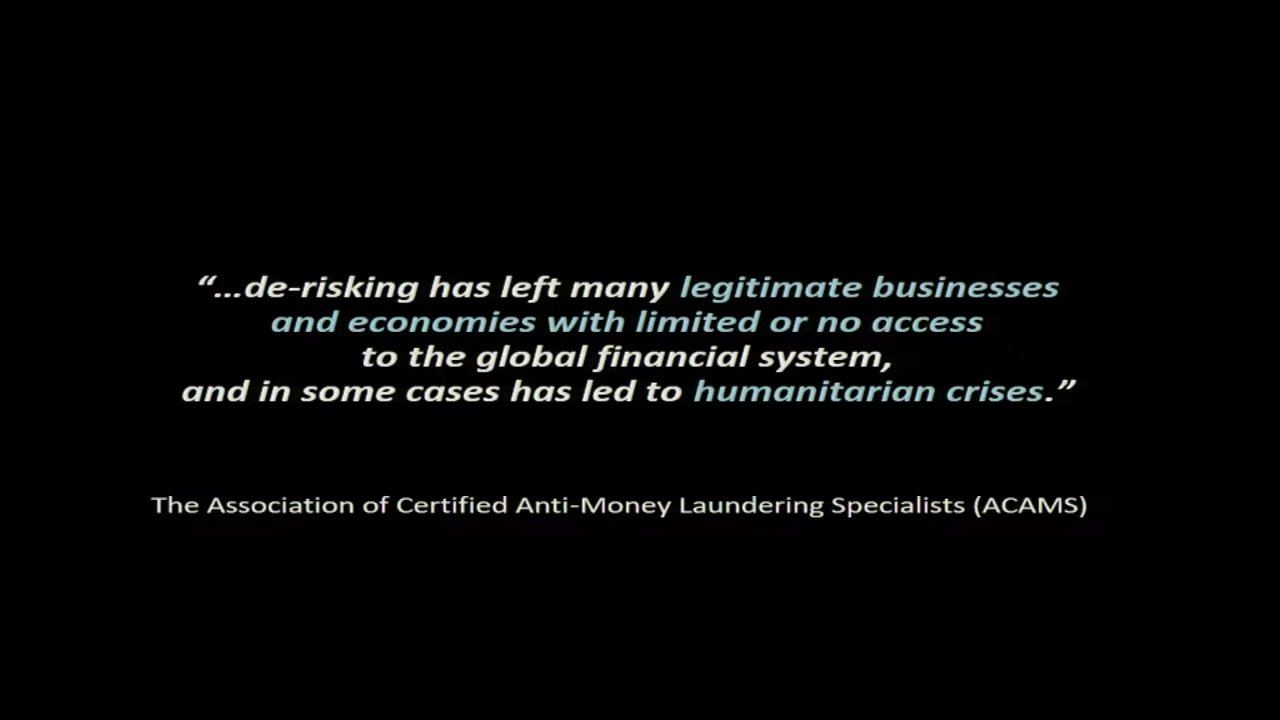 “...de-risking has left many legitimate businesses
and economies with limited or no access
to the global financial system,
and in some cases has led to humanitarian crises.”
The Association of Certified Anti-Money Laundering Specialists (ACAMS)